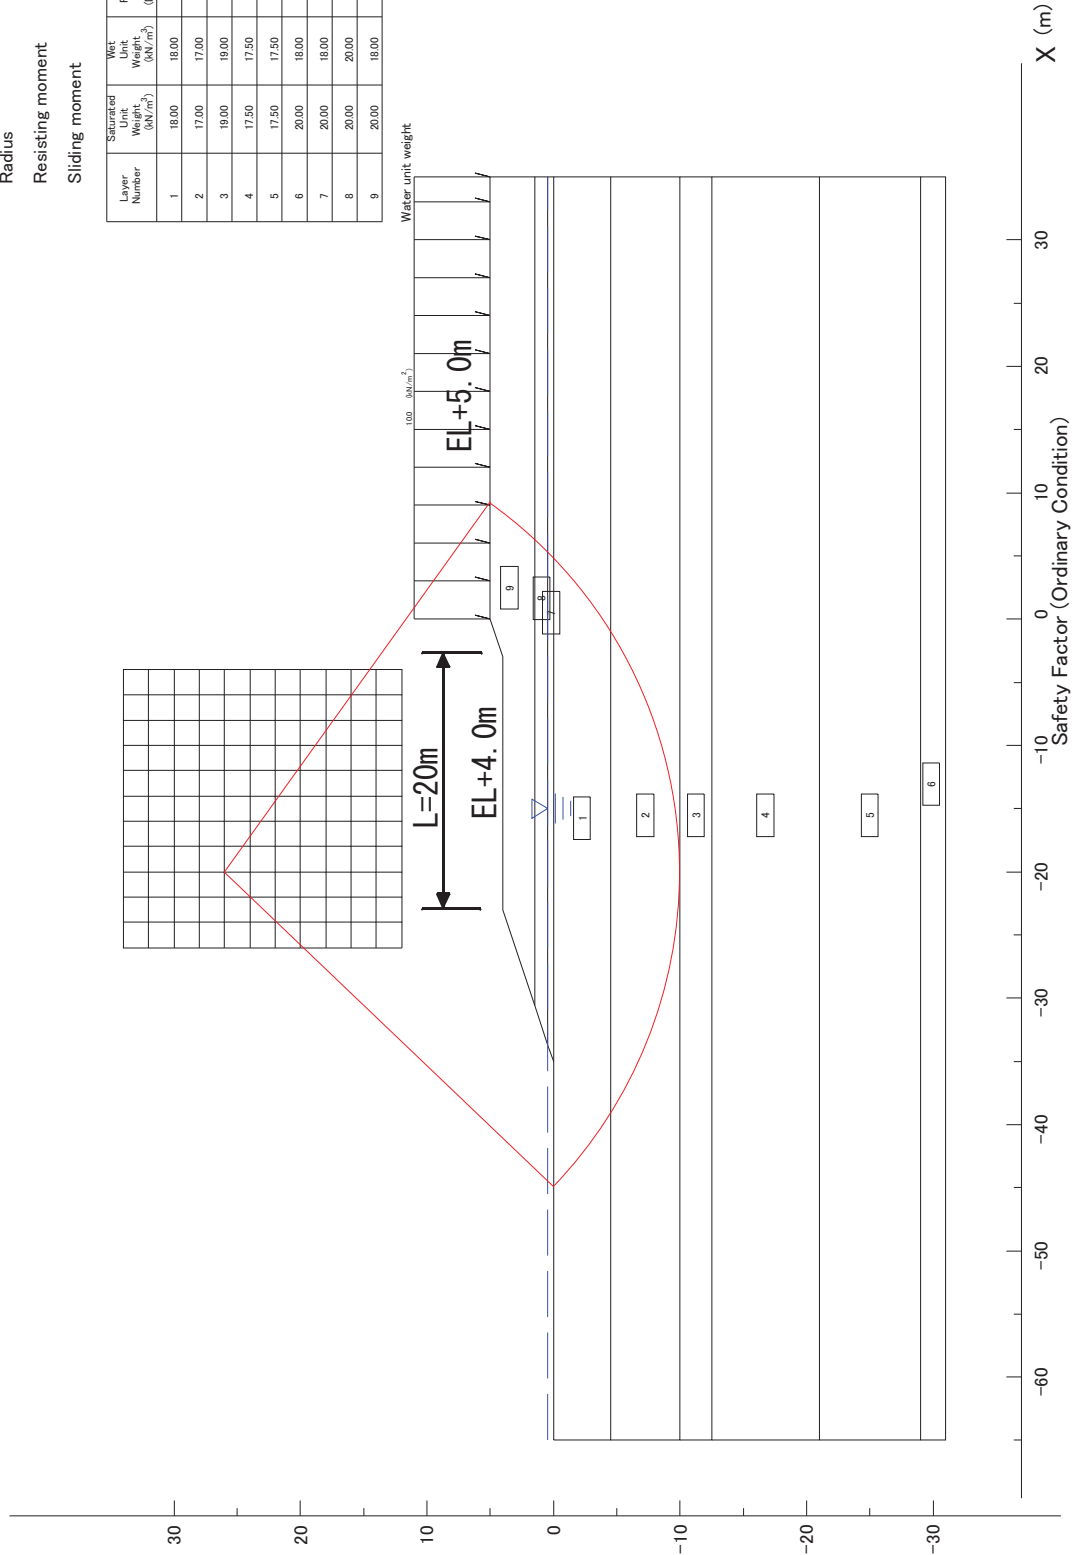 Radius
Resisting moment
Sliding moment
Layer Number
Saturated Unit Weight (kN/m³)
Wet Unit Weight (kN/m³)
1 18.00 18.00
2 17.00 17.00
3 19.00 19.00
4 17.50 17.50
5 17.50 17.50
6 20.00 18.00
7 20.00 18.00
8 20.00 20.00
9 20.00 18.00
Water unit weight
10.0 (kN/m²)
EL+5.0m
L=20m
EL+4.0m
9
8
7
1
2
3
4
5
6
30
20
10
0
-10
-20
-30
-60
-50
-40
-30
-20
-10
0
10
20
30
X (m)
Safety Factor (Ordinary Condition)